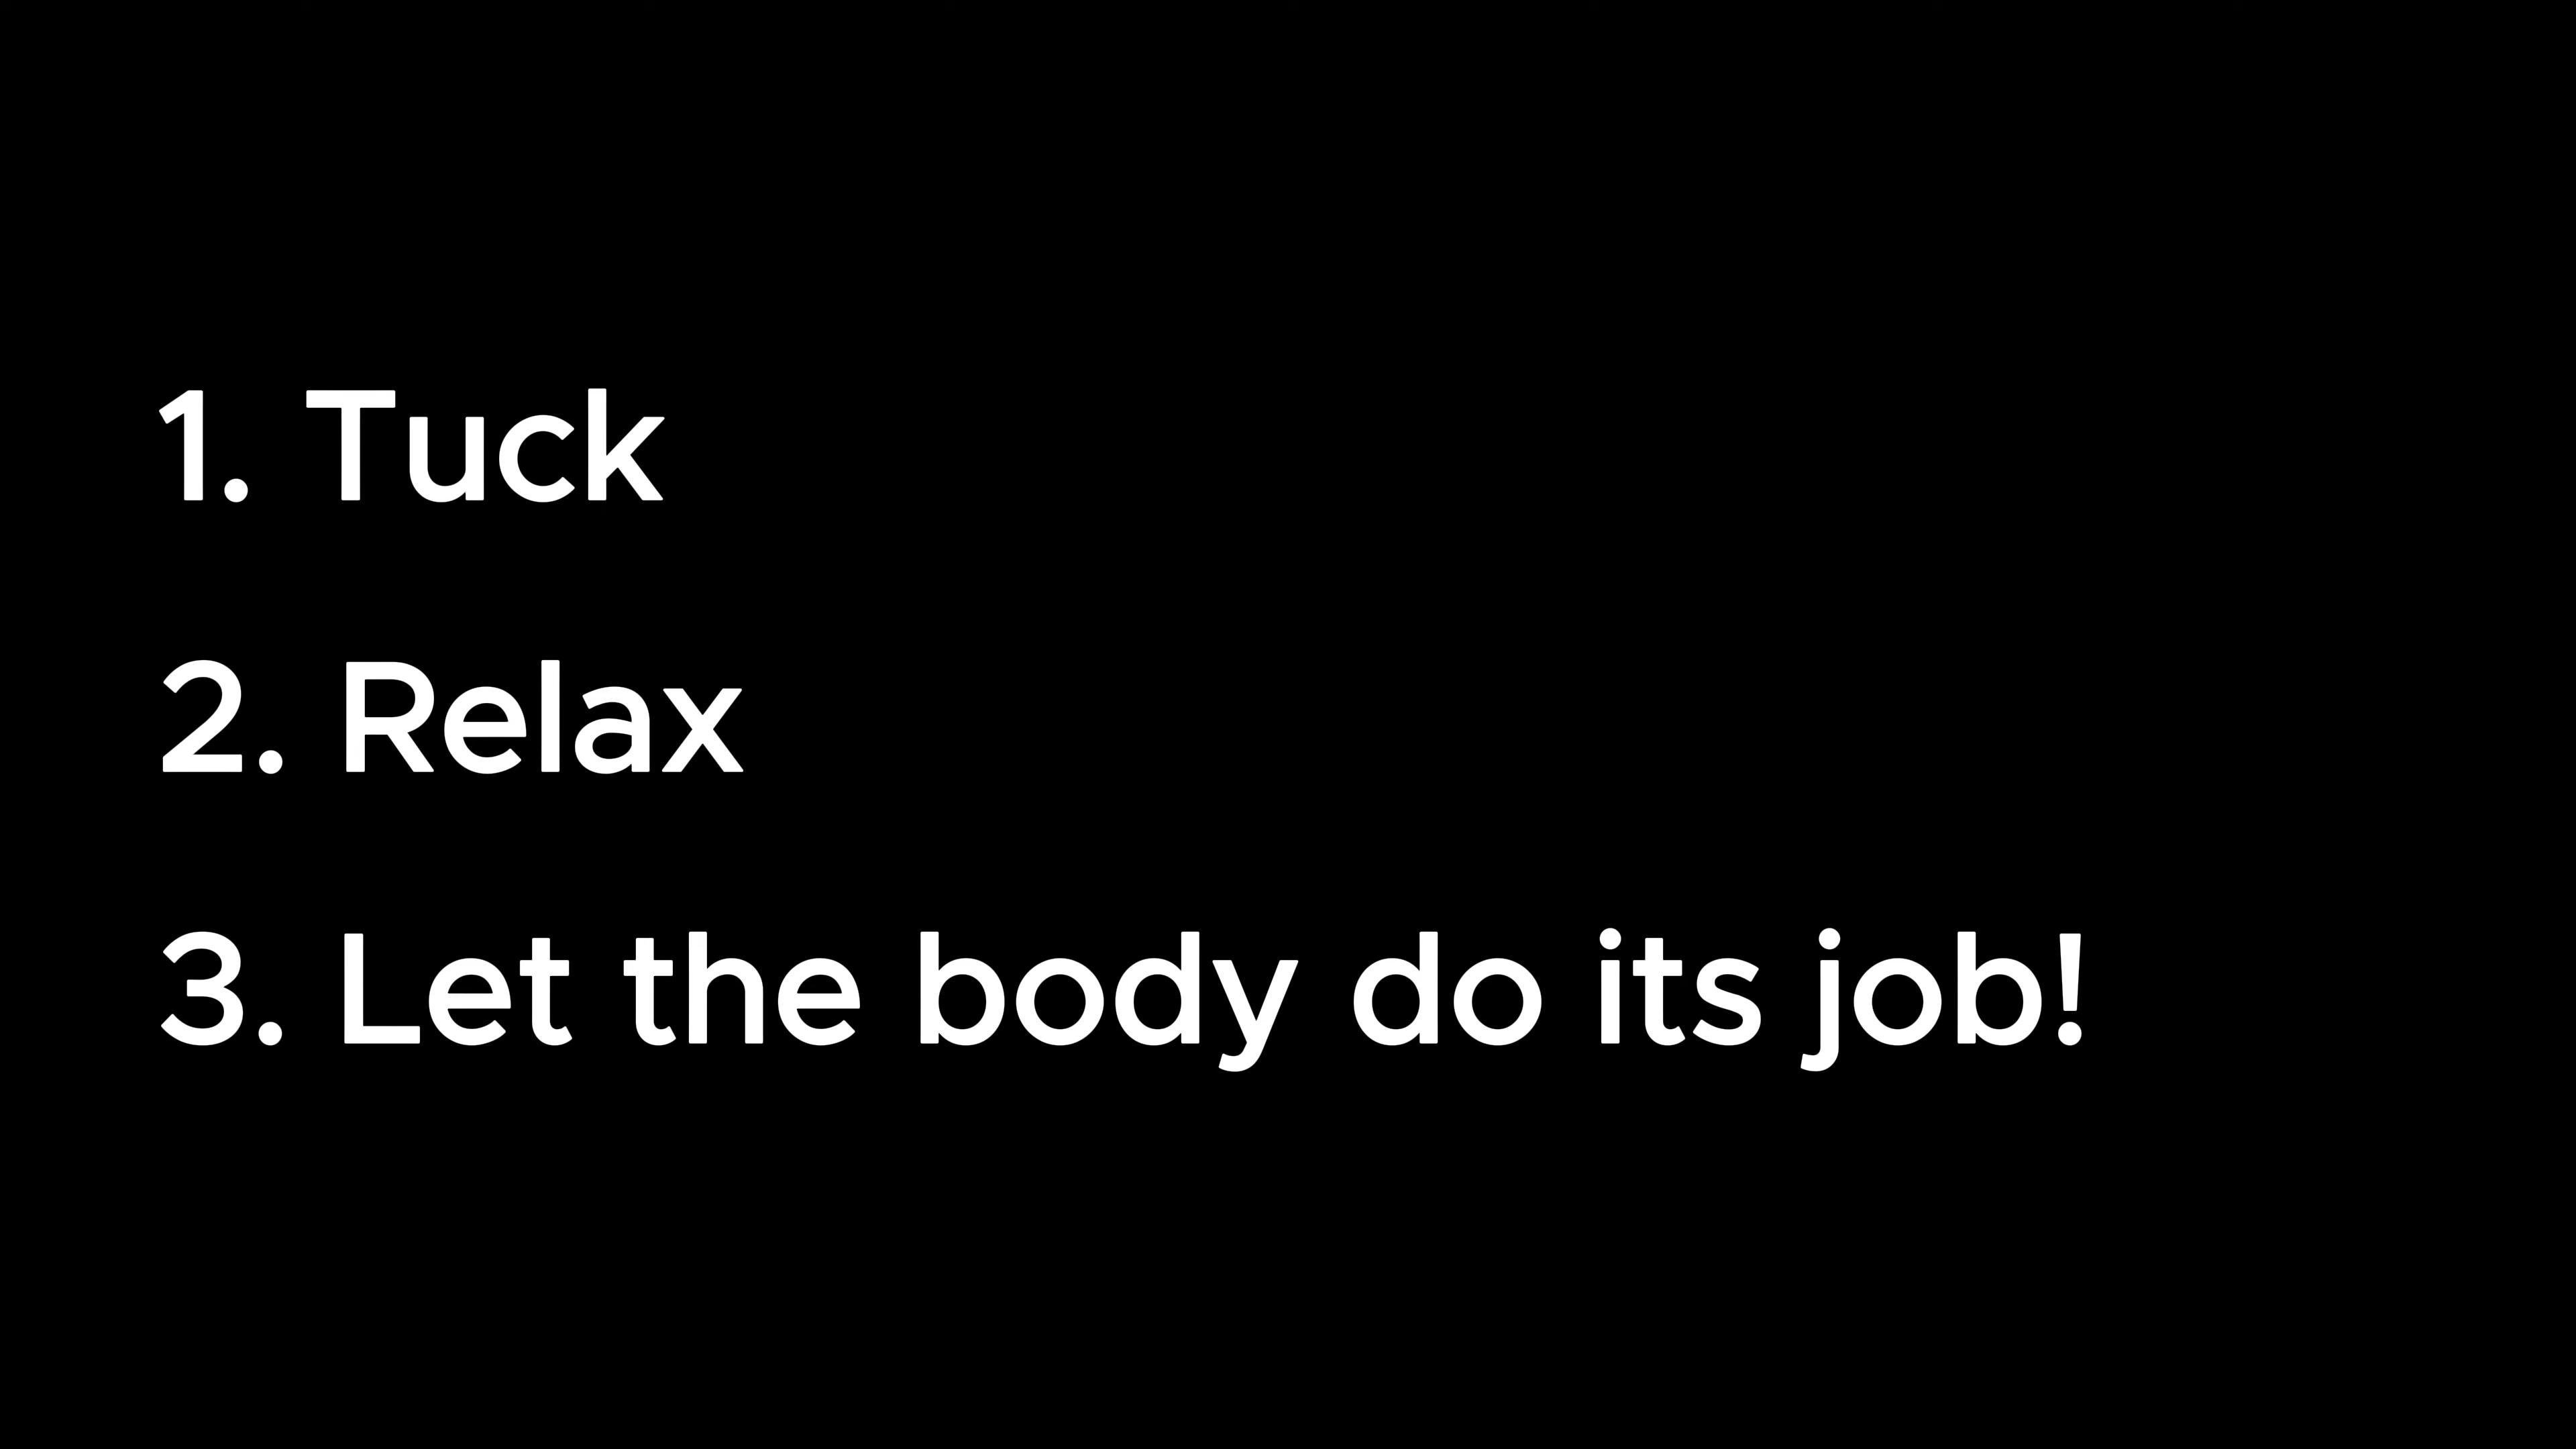 1. Tuck
2. Relax
3. Let the body do its job!